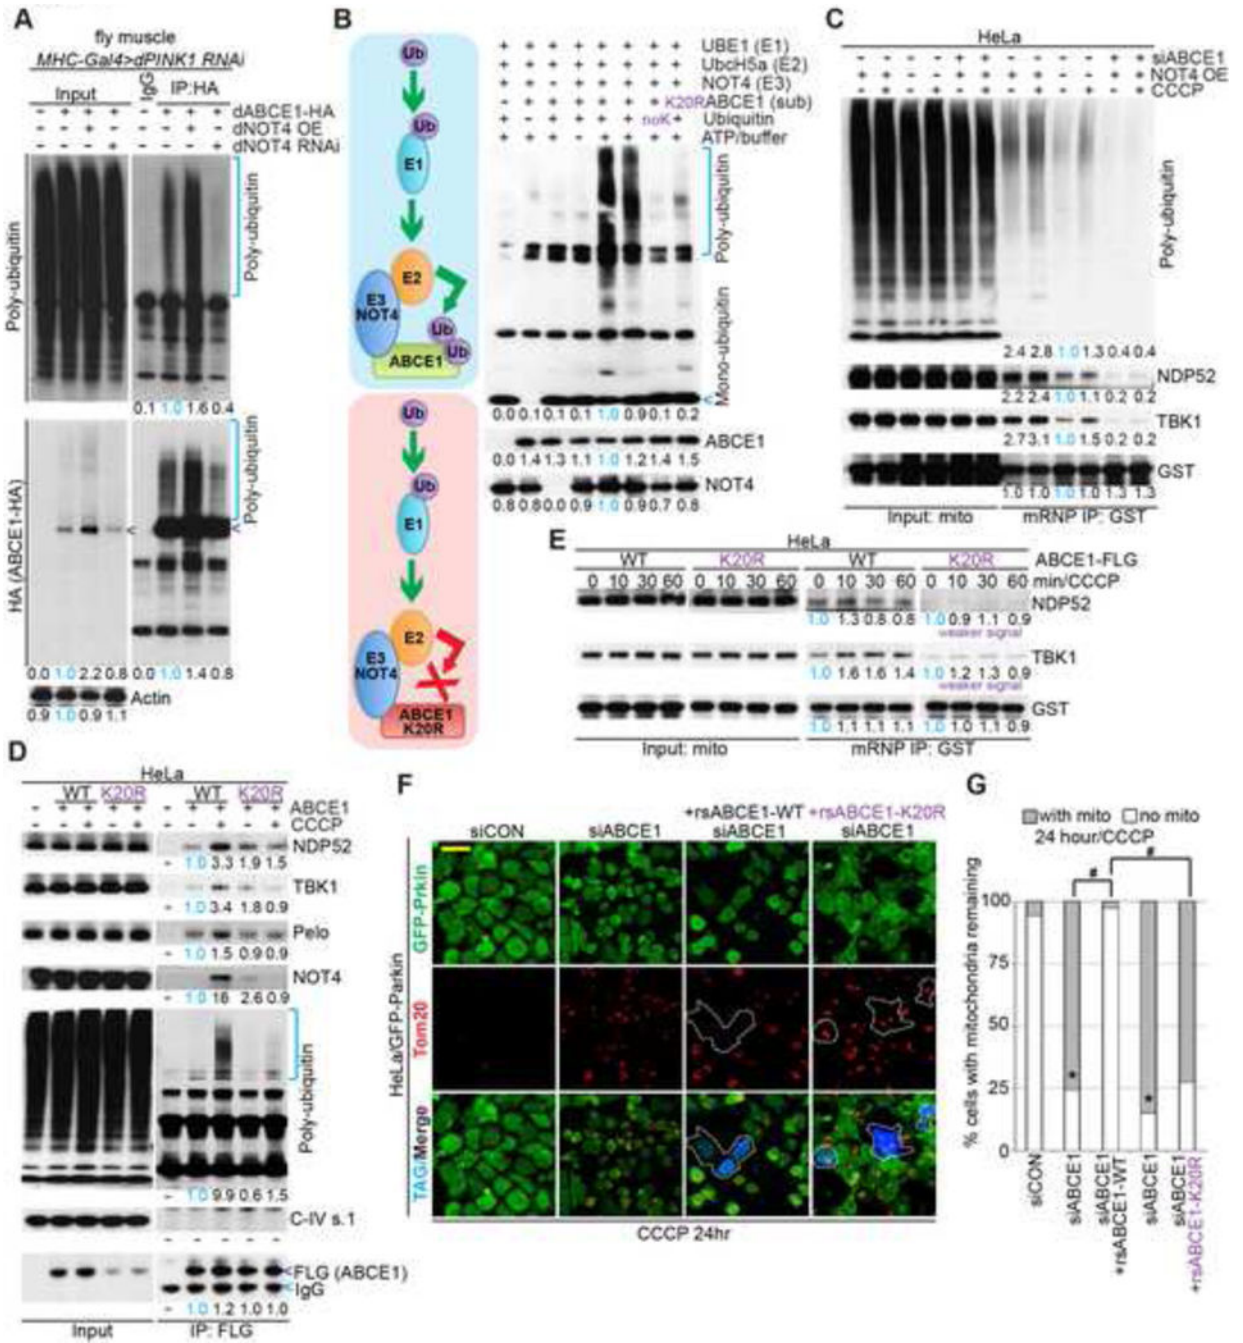 A
fly muscle
MHC-Gal4>dPINK1 RNAi
Input
IgG
IP:HA
- + + + - + + + dABCE1-HA
- - + - - - + - dNOT4 OE
- - - + - - - + dNOT4 RNAi
Poly-ubiquitin
Poly-ubiquitin
0.1 1.0 1.6 0.4
HA (ABCE1-HA)
Poly-ubiquitin
<
<
0.0 1.0 2.2 0.8 0.0 1.0 1.4 0.8
Actin
0.9 1.0 0.9 1.1
B
Ub
Ub
E1
E2
E3
NOT4
Ub
Ub
ABCE1
Ub
Ub
E1
E2
E3
NOT4
ABCE1
K20R
UBE1 (E1)
UbcH5a (E2)
NOT4 (E3)
K20R ABCE1 (sub)
noK + Ubiquitin
ATP/buffer
Poly-ubiquitin
Mono-ubiquitin
<
0.0 0.1 0.1 0.1 1.0 0.9 0.1 0.2
ABCE1
0.0 1.4 1.3 1.1 1.0 1.2 1.4 1.5
NOT4
0.8 0.8 0.0 0.9 1.0 0.9 0.7 0.8
C
HeLa
siABCE1
NOT4 OE
CCCP
Poly-ubiquitin
2.4 2.8 1.0 1.3 0.4 0.4
NDP52
2.2 2.4 1.0 1.1 0.2 0.2
TBK1
2.7 3.1 1.0 1.5 0.2 0.2
GST
1.0 1.0 1.0 1.0 1.3 1.3
Input: mito
mRNP IP: GST
E
HeLa
WT K20R WT K20R ABCE1-FLG
0 10 30 60 0 10 30 60 0 10 30 60 0 10 30 60 min/CCCP
NDP52
1.0 1.3 0.8 0.8 1.0 0.9 1.1 0.9
weaker signal
TBK1
1.0 1.6 1.6 1.4 1.0 1.2 1.3 0.9
weaker signal
GST
1.0 1.1 1.1 1.1 1.0 1.0 1.1 0.9
Input: mito
mRNP IP: GST
D
HeLa
WT K20R WT K20R
- + + + + - + + + + ABCE1
- - + - + - - + - + CCCP
NDP52
- 1.0 3.3 1.9 1.5
TBK1
- 1.0 3.4 1.8 0.9
Pelo
- 1.0 1.5 0.9 0.9
NOT4
- 1.0 16 2.6 0.9
Poly-ubiquitin
- 1.0 9.9 0.6 1.5
C-IV s.1
-
<FLG (ABCE1)
<IgG
- 1.0 1.2 1.0 1.0
Input
IP: FLG
F
+rsABCE1-WT +rsABCE1-K20R
siCON siABCE1 siABCE1 siABCE1
HeLa/GFP-Parkin
GFP-Prkin
Tom20
TAG/Merge
CCCP 24hr
G
with mito no mito
24 hour/CCCP
% cells with mitochondria remaining
#
#
100
75
50
25
0
*
*
siCON
siABCE1
siABCE1
+rsABCE1-WT
siABCE1
siABCE1
+rsABCE1-K20R